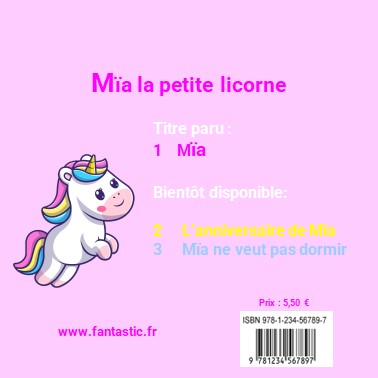 Mïa la petite licorne
Titre paru :
1 Mïa
Bientôt disponible:
2 L'anniversaire de Mïa
3 Mïa ne veut pas dormir
Prix : 5,50 €
www.fantastic.fr
ISBN 978-1-234-56789-7
9 781234 567897